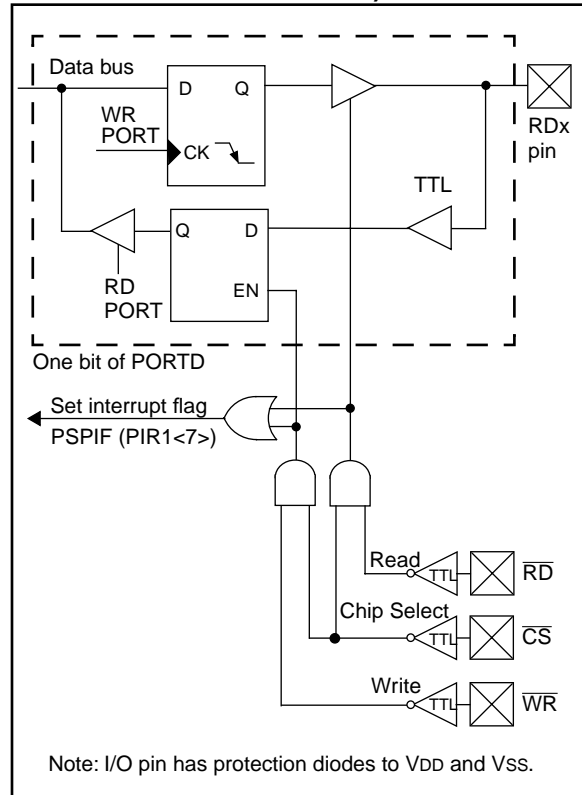 Data bus
D Q
WR
PORT
CK
RDx
pin
TTL
Q D
RD
PORT
EN
One bit of PORTD
Set interrupt flag
PSPIF (PIR1<7>)
Read
TTL
RD
Chip Select
TTL
CS
Write
TTL
WR
Note: I/O pin has protection diodes to VDD and VSS.